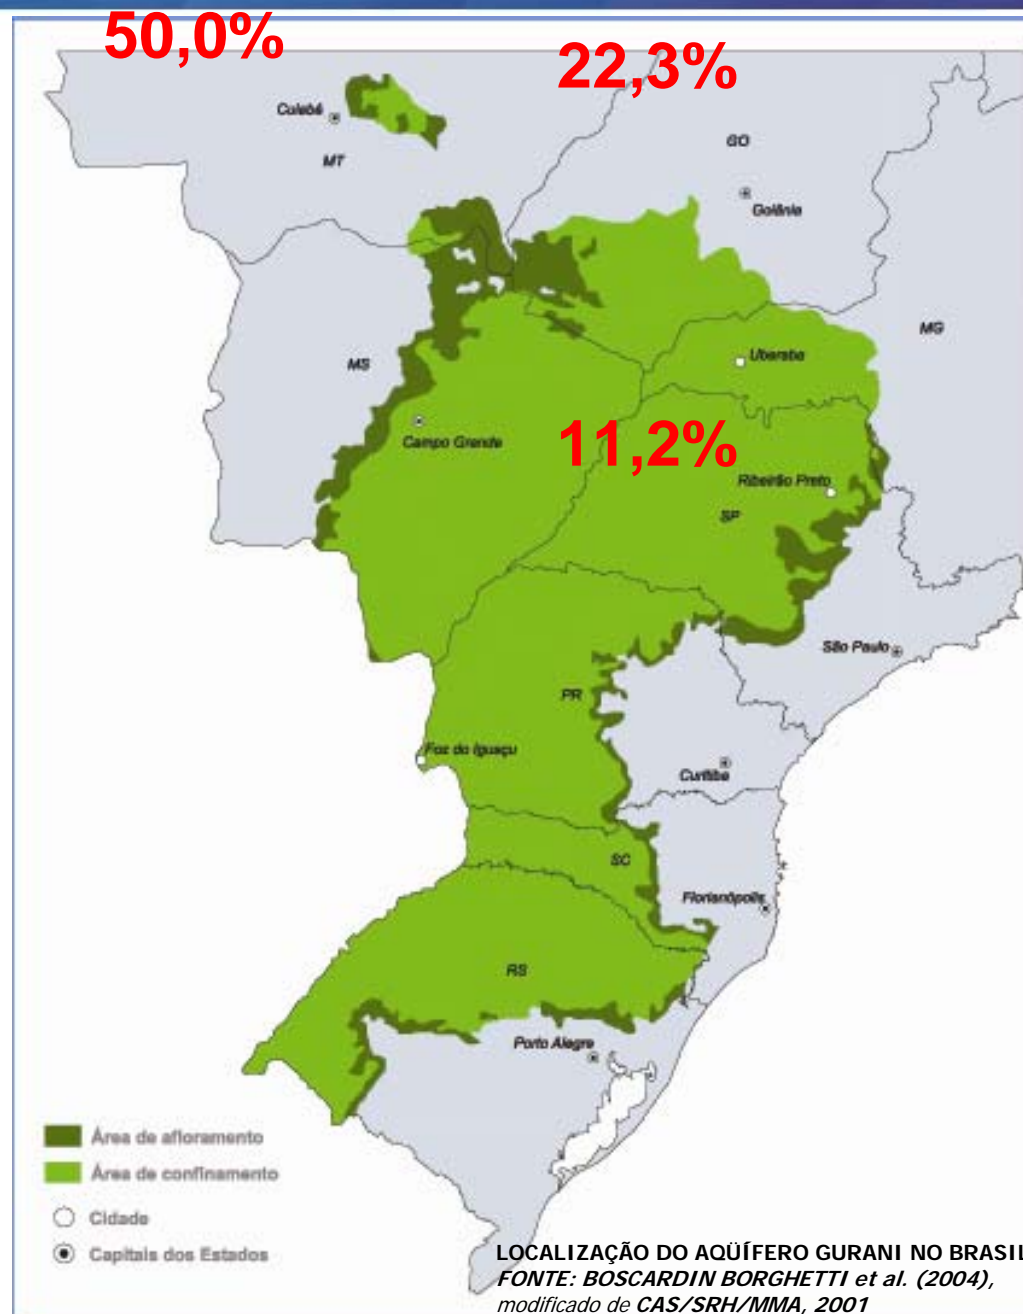 50,0%
22,3%
Cuiabá
MT
GO
Goiânia
MS
MG
Uberaba
Campo Grande
11,2%
Ribeirão Preto
SP
São Paulo
PR
Foz do Iguaçu
Curitiba
SC
Florianópolis
RS
Porto Alegre
Área de afloramento
Área de confinamento
Cidade
Capitais dos Estados
LOCALIZAÇÃO DO AQÜÍFERO GURANI NO BRASIL
FONTE: BOSCARDIN BORGHETTI et al. (2004),
modificado de CAS/SRH/MMA, 2001